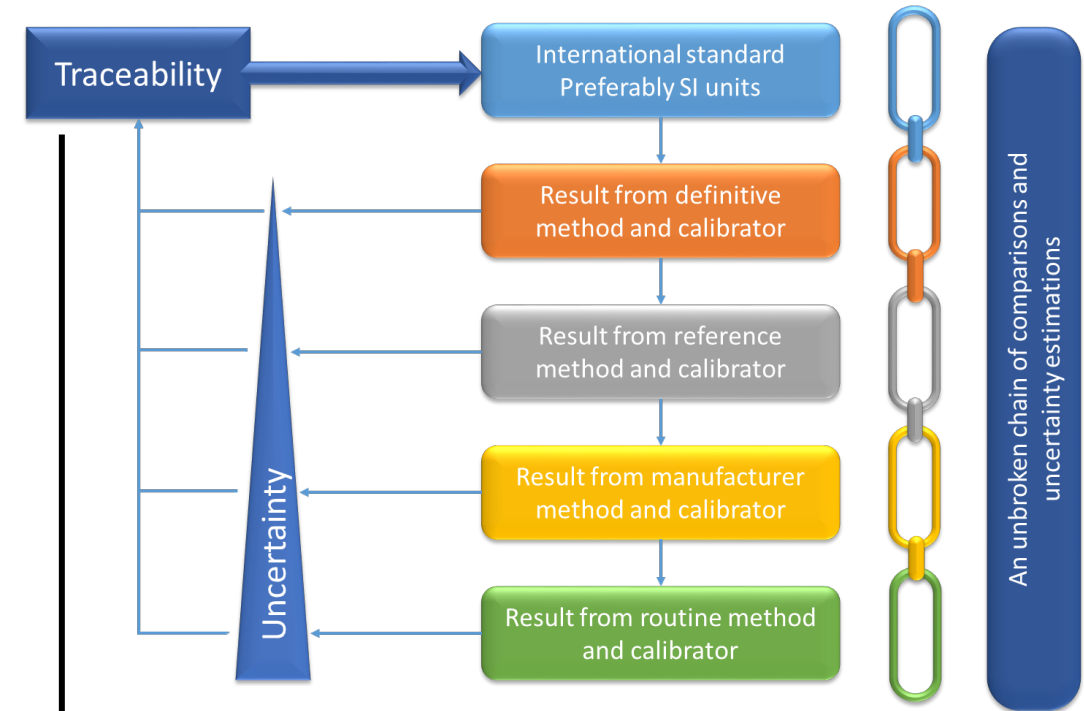 Traceability
International standard
Preferably SI units
Result from definitive
method and calibrator
Result from reference
method and calibrator
Result from manufacturer
method and calibrator
Result from routine method
and calibrator
Uncertainty
An unbroken chain of comparisons and
uncertainty estimations